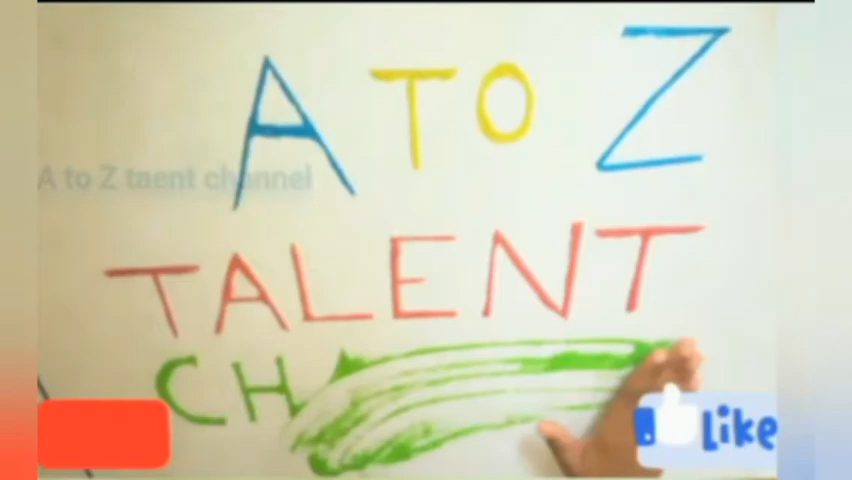 A TO Z
A to Z taent channel
TALENT
CH
Like